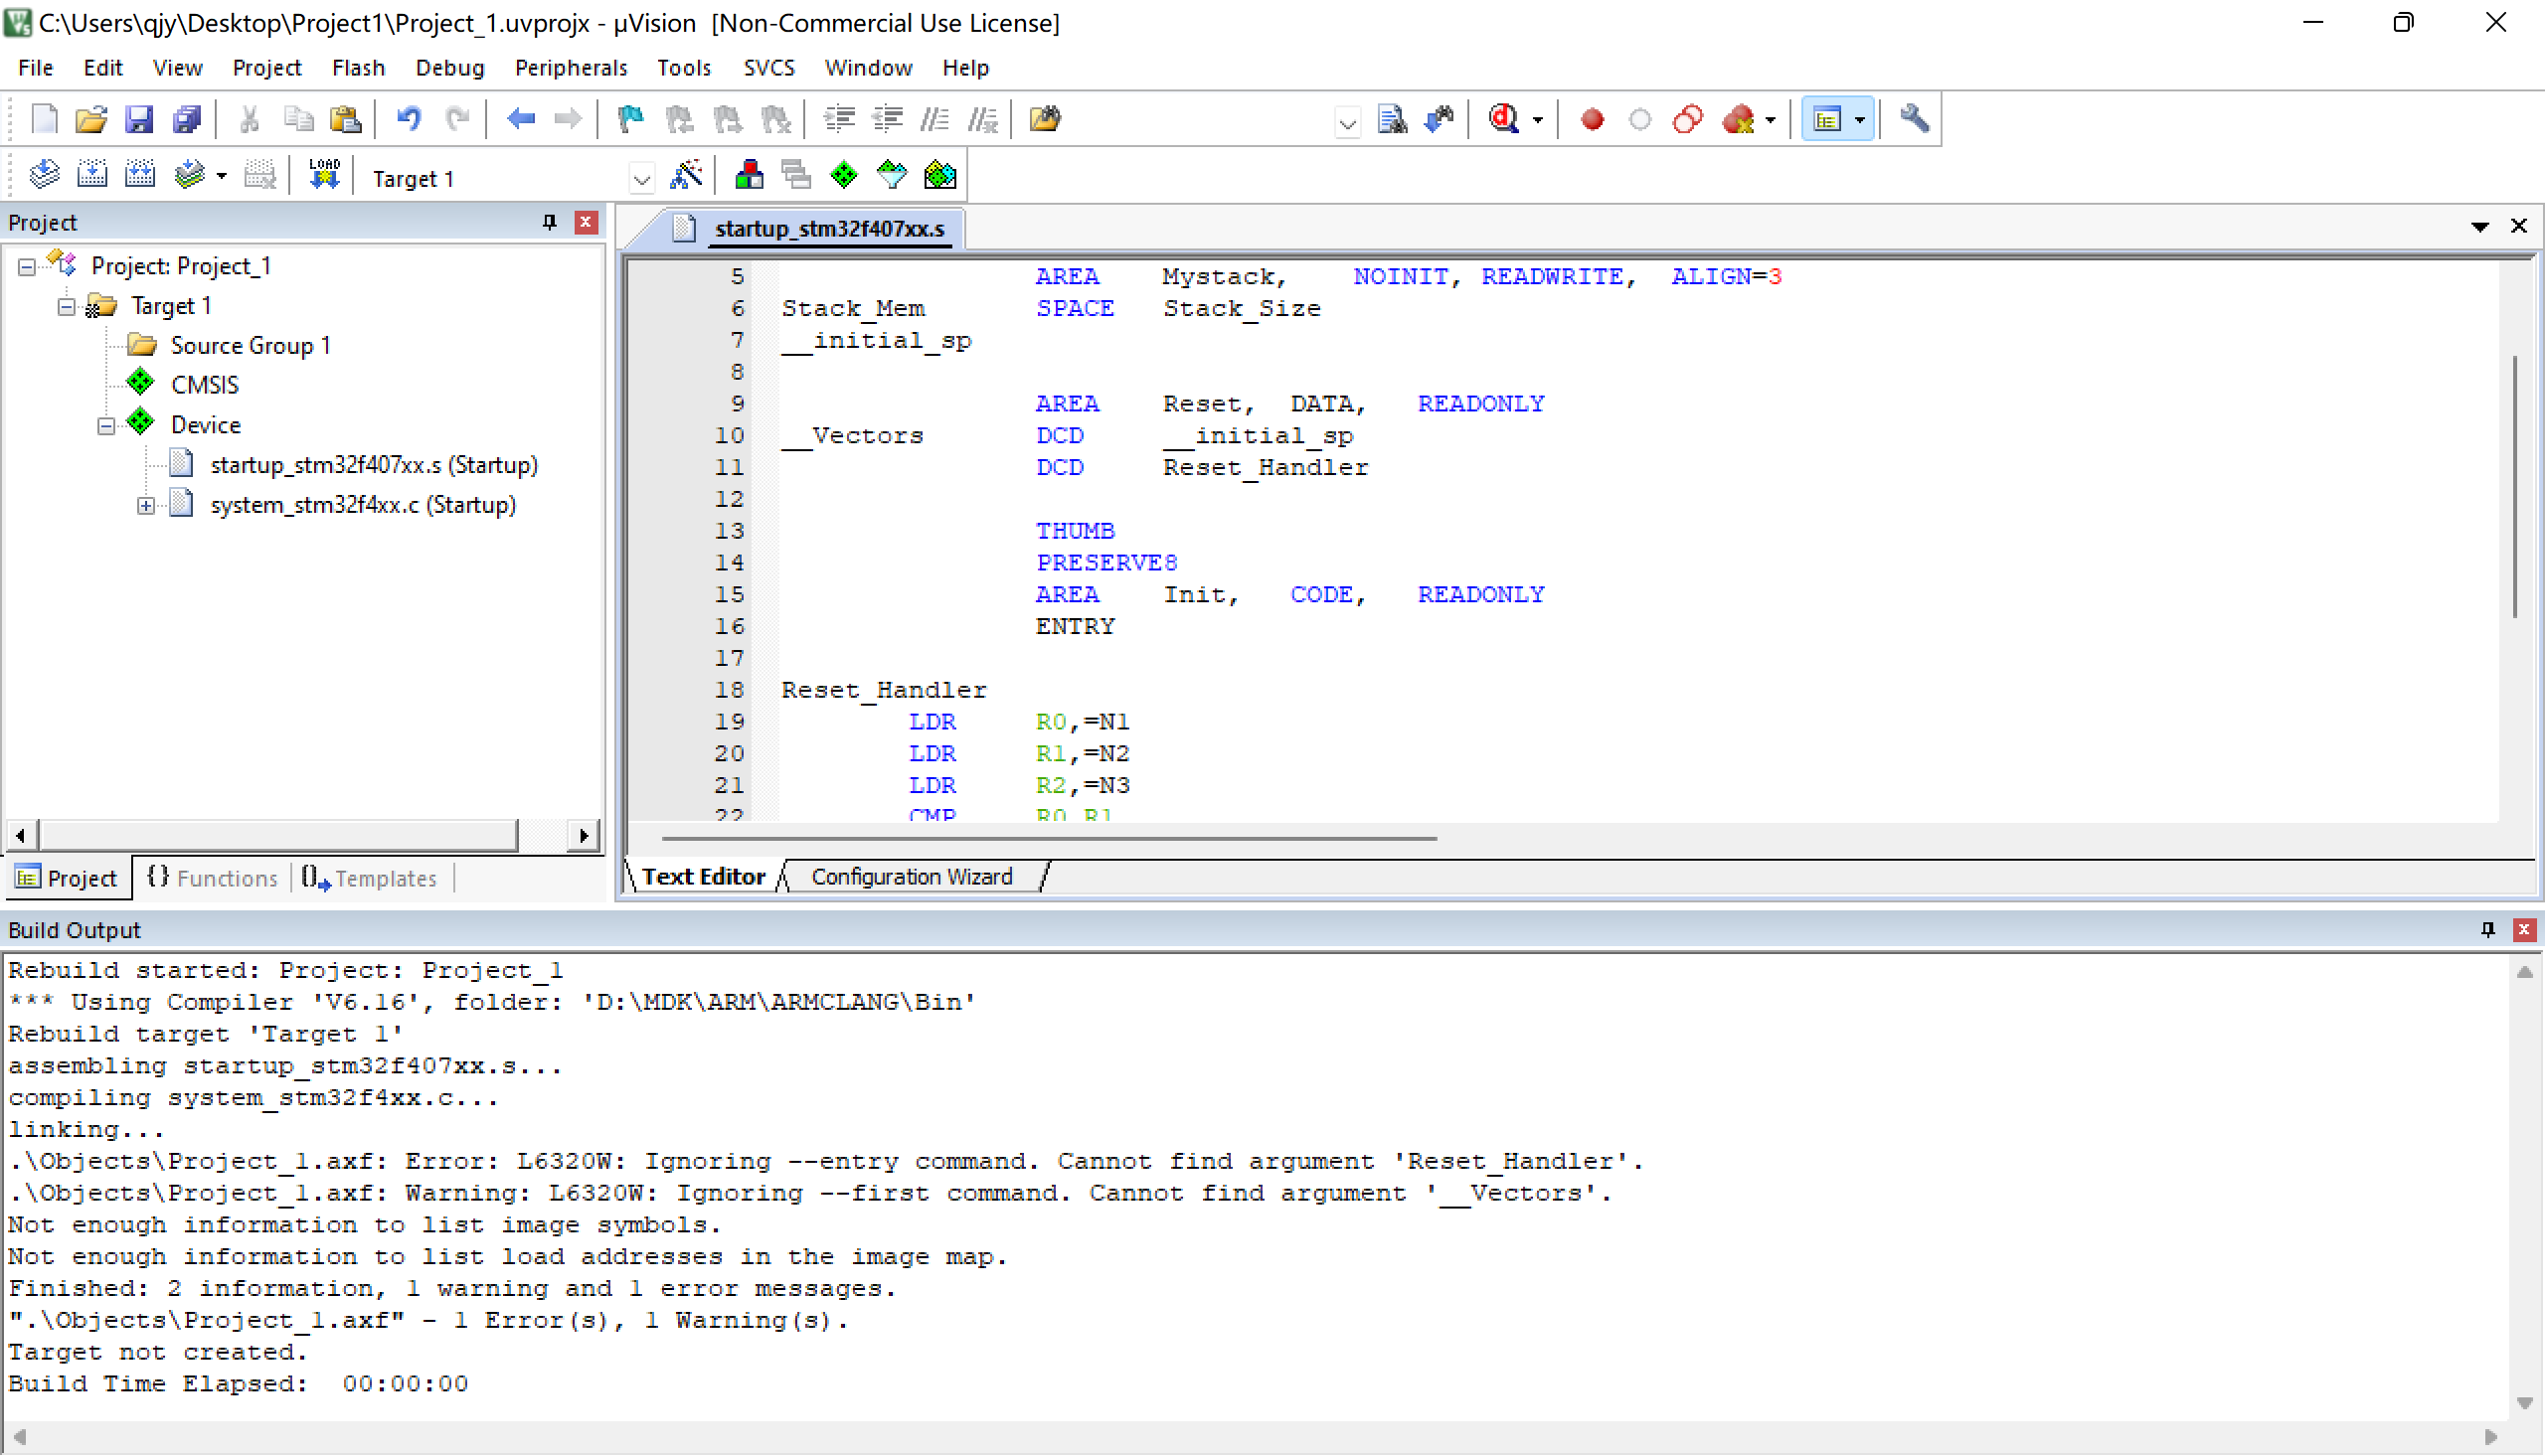 C:\Users\qjy\Desktop\Project1\Project_1.uvprojx - µVision  [Non-Commercial Use License]
File Edit View Project Flash Debug Peripherals Tools SVCS Window Help
LOAD Target 1
Project
Project: Project_1
Target 1
Source Group 1
CMSIS
Device
startup_stm32f407xx.s (Startup)
system_stm32f4xx.c (Startup)
Project {} Functions Templates
startup_stm32f407xx.s
5 AREA Mystack, NOINIT, READWRITE, ALIGN=3
6 Stack_Mem SPACE Stack_Size
7 __initial_sp
8
9 AREA Reset, DATA, READONLY
10 __Vectors DCD __initial_sp
11 DCD Reset_Handler
12
13 THUMB
14 PRESERVE8
15 AREA Init, CODE, READONLY
16 ENTRY
17
18 Reset_Handler
19 LDR R0,=N1
20 LDR R1,=N2
21 LDR R2,=N3
22 CMP R0,R1
Text Editor Configuration Wizard
Build Output
Rebuild started: Project: Project_1
*** Using Compiler 'V6.16', folder: 'D:\MDK\ARM\ARMCLANG\Bin'
Rebuild target 'Target 1'
assembling startup_stm32f407xx.s...
compiling system_stm32f4xx.c...
linking...
.\Objects\Project_1.axf: Error: L6320W: Ignoring --entry command. Cannot find argument 'Reset_Handler'.
.\Objects\Project_1.axf: Warning: L6320W: Ignoring --first command. Cannot find argument '__Vectors'.
Not enough information to list image symbols.
Not enough information to list load addresses in the image map.
Finished: 2 information, 1 warning and 1 error messages.
".\Objects\Project_1.axf" - 1 Error(s), 1 Warning(s).
Target not created.
Build Time Elapsed:  00:00:00